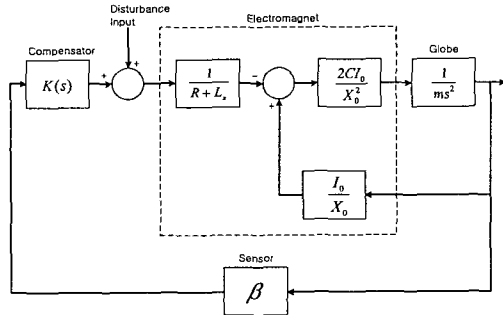 Disturbance
Input
Electromagnet
Compensator
Globe
K(s)
+
+
1
R + L_s
-
+
2CI_0
X_0^2
1
ms^2
I_0
X_0
Sensor
β